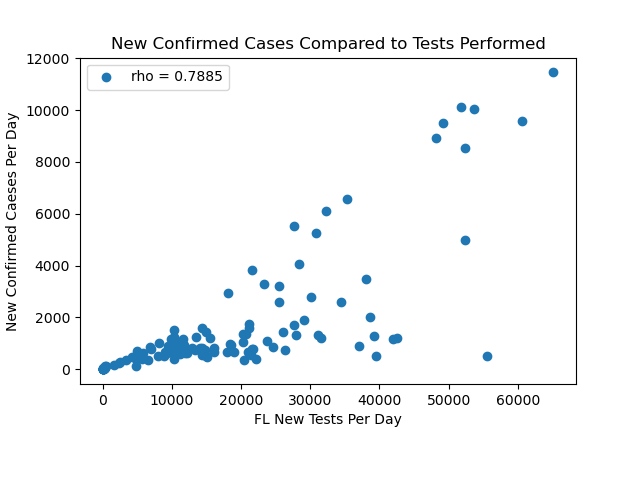 New Confirmed Cases Compared to Tests Performed
rho = 0.7885
New Confirmed Caeses Per Day
12000
10000
8000
6000
4000
2000
0
0 10000 20000 30000 40000 50000 60000
FL New Tests Per Day